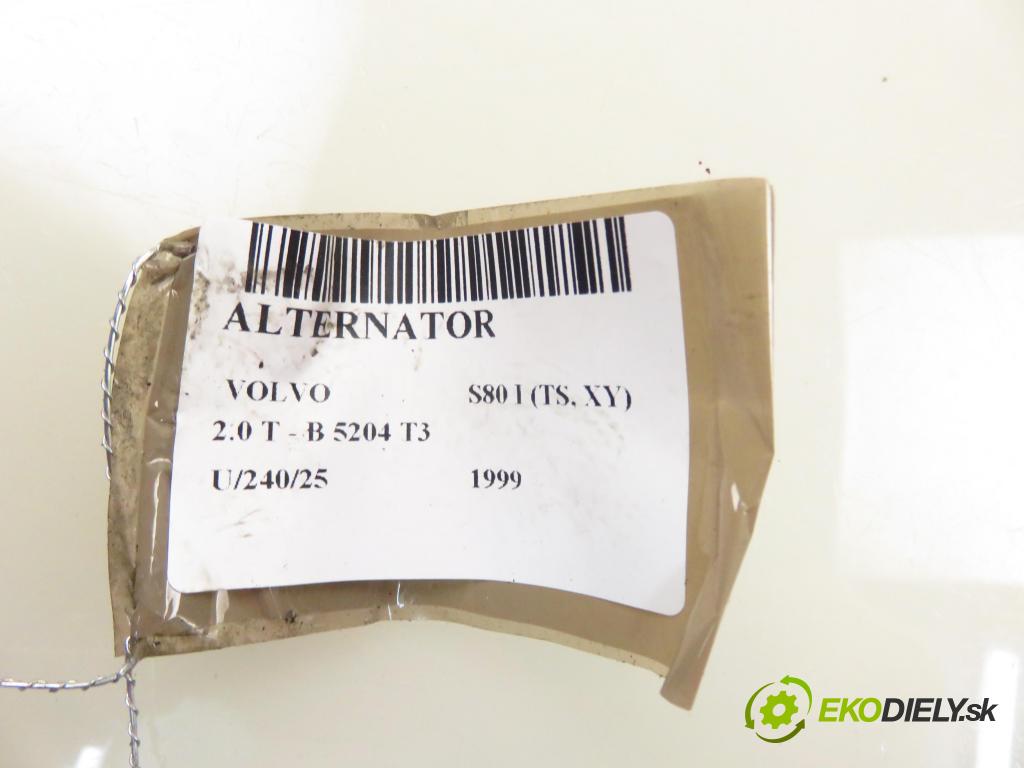 ALTERNATOR
VOLVO S80 I (TS, XY)
2.0 T - B 5204 T3
U/240/25 1999
EKODIELY.sk